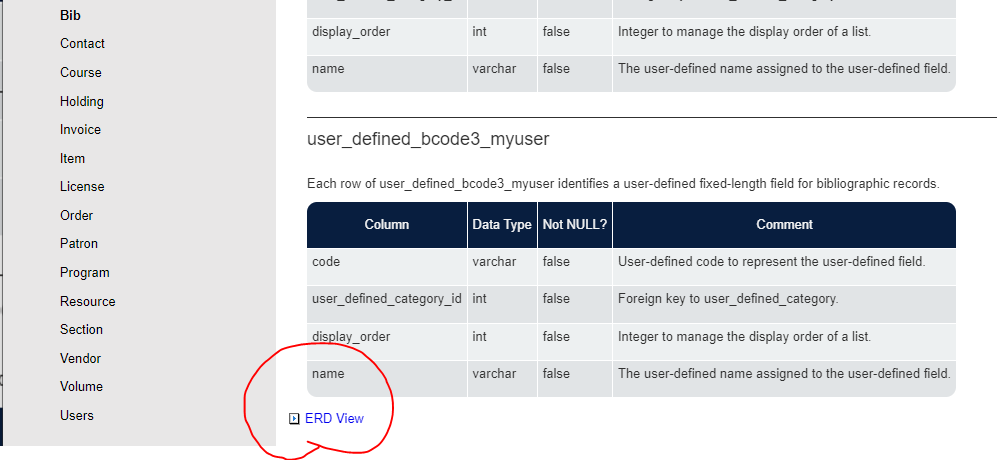 Bib
Contact
Course
Holding
Invoice
Item
License
Order
Patron
Program
Resource
Section
Vendor
Volume
Users
display_order int false Integer to manage the display order of a list.
name varchar false The user-defined name assigned to the user-defined field.
user_defined_bcode3_myuser
Each row of user_defined_bcode3_myuser identifies a user-defined fixed-length field for bibliographic records.
Column Data Type Not NULL? Comment
code varchar false User-defined code to represent the user-defined field.
user_defined_category_id int false Foreign key to user_defined_category.
display_order int false Integer to manage the display order of a list.
name varchar false The user-defined name assigned to the user-defined field.
ERD View